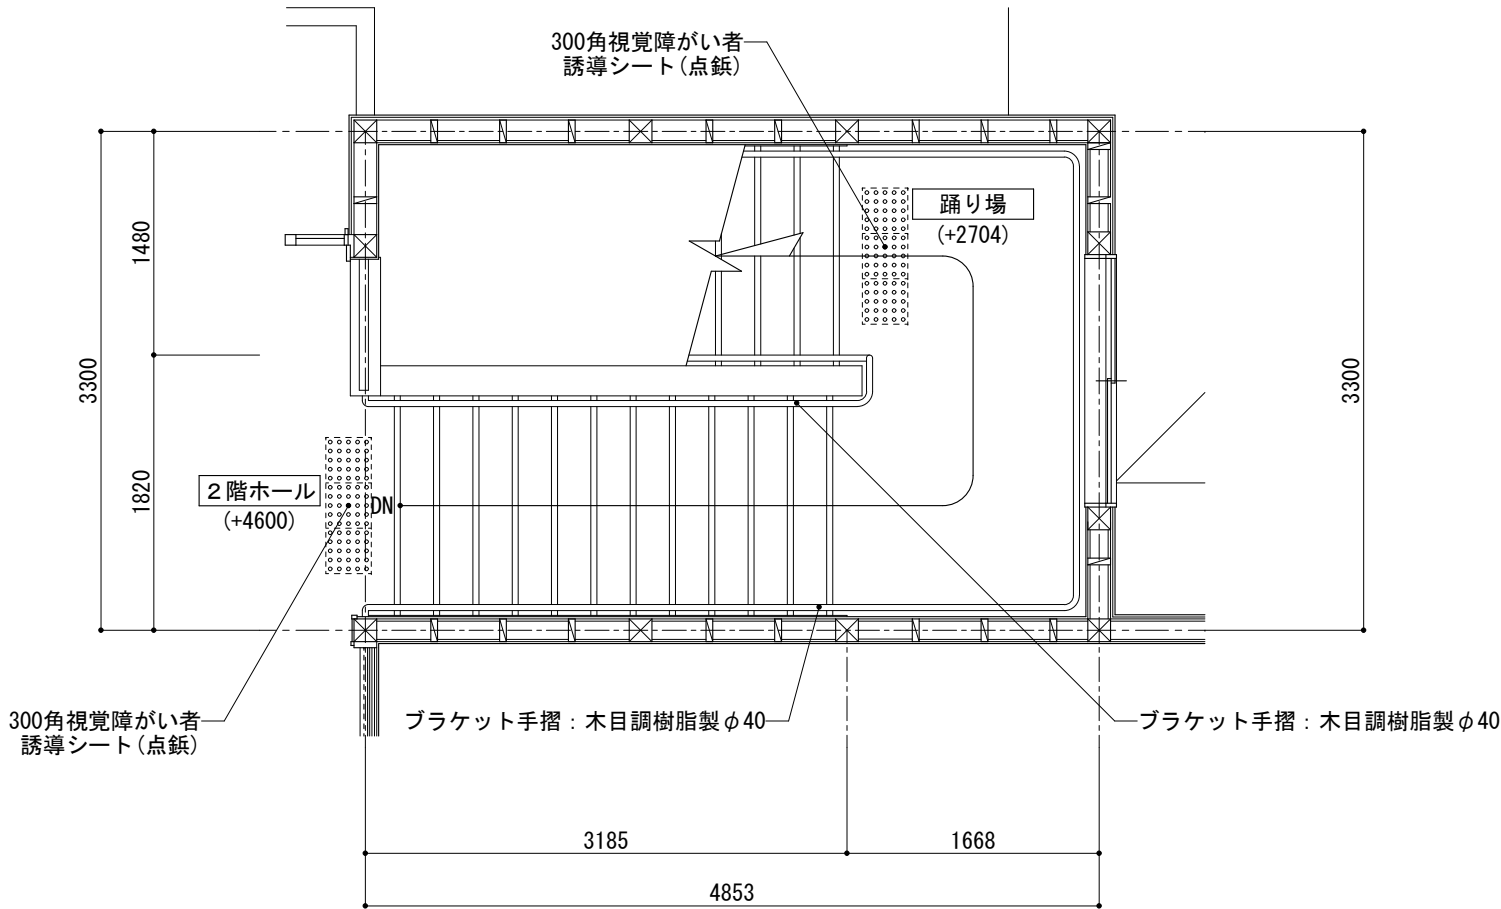 300角視覚障がい者
誘導シート(点鋲)
踊り場
(+2704)
1480
3300
3300
1820
２階ホール
(+4600)
DN
300角視覚障がい者
誘導シート(点鋲)
ブラケット手摺：木目調樹脂製φ40
ブラケット手摺：木目調樹脂製φ40
3185
1668
4853